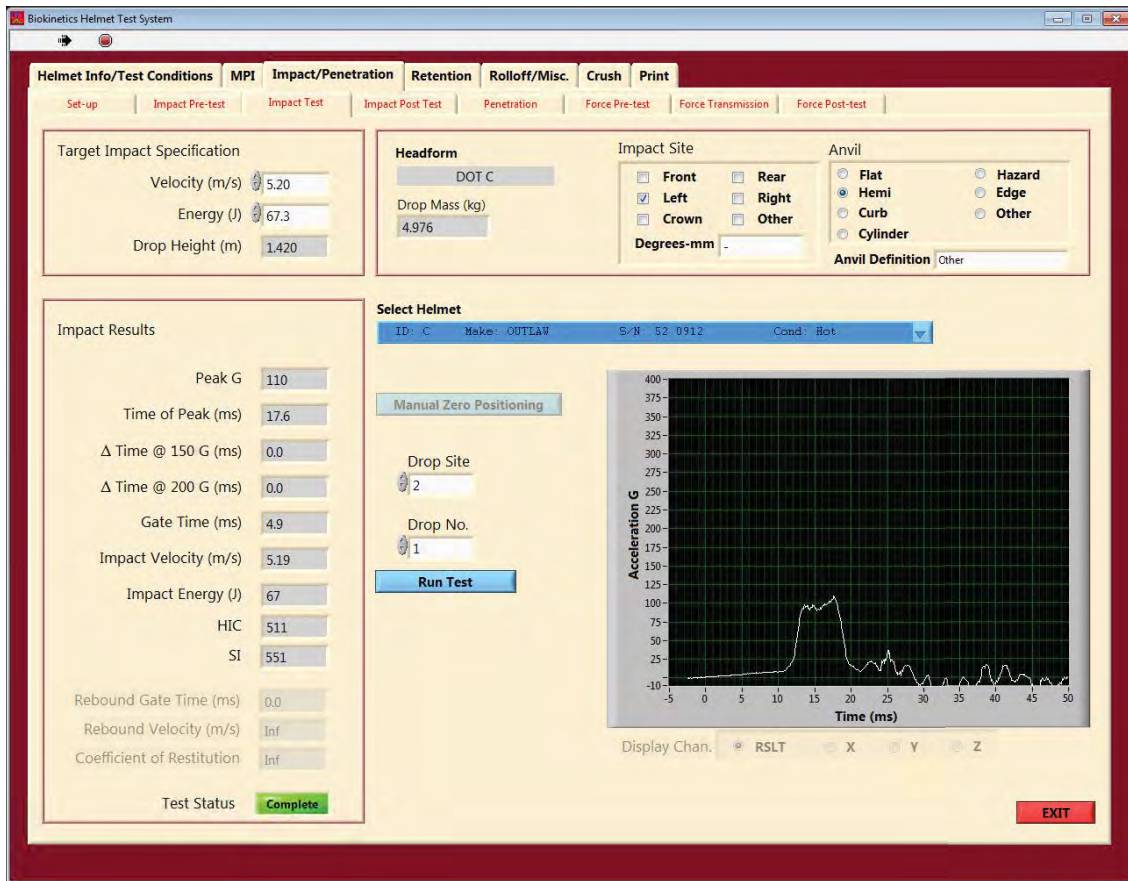 Biokinetics Helmet Test System
Helmet Info/Test Conditions MPI Impact/Penetration Retention Rolloff/Misc. Crush Print
Set-up Impact Pre-test Impact Test Impact Post Test Penetration Force Pre-test Force Transmission Force Post-test
Target Impact Specification
Velocity (m/s) 5.20
Energy (J) 67.3
Drop Height (m) 1.420
Headform
DOT C
Drop Mass (kg)
4.976
Impact Site
Front Rear
Left Right
Crown Other
Degrees-mm -
Anvil
Flat Hazard
Hemi Edge
Curb Other
Cylinder
Anvil Definition Other
Impact Results
Peak G 110
Time of Peak (ms) 17.6
Δ Time @ 150 G (ms) 0.0
Δ Time @ 200 G (ms) 0.0
Gate Time (ms) 4.9
Impact Velocity (m/s) 5.19
Impact Energy (J) 67
HIC 511
SI 551
Rebound Gate Time (ms) 0.0
Rebound Velocity (m/s) Inf
Coefficient of Restitution Inf
Test Status Complete
Select Helmet
ID: C Make: OUTLAW S/N: 52 0912 Cond: Hot
Manual Zero Positioning
Drop Site
2
Drop No.
1
Run Test
Acceleration G
400
375
350
325
300
275
250
225
200
175
150
125
100
75
50
25
-10
-5 0 5 10 15 20 25 30 35 40 45 50
Time (ms)
Display Chan. RSLT X Y Z
EXIT